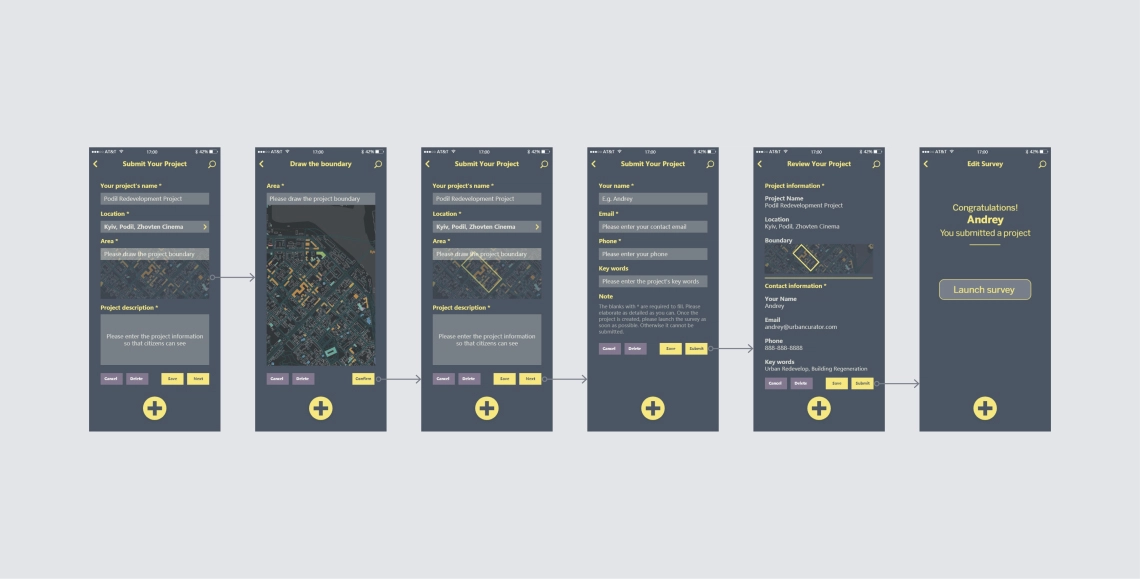 AT&T 17:00 42%
Submit Your Project
Your project's name *
Podil Redevelopment Project
Location *
Kyiv, Podil, Zhovten Cinema
Area *
Please draw the project boundary
Project description *
Please enter the project information
so that citizens can see
Cancel Delete Save Next
AT&T 17:00 42%
Draw the boundary
Area *
Please draw the project boundary
Cancel Delete Confirm
AT&T 17:00 42%
Submit Your Project
Your project's name *
Podil Redevelopment Project
Location *
Kyiv, Podil, Zhovten Cinema
Area *
Please draw the project boundary
Project description *
Please enter the project information
so that citizens can see
Cancel Delete Save Next
AT&T 17:00 42%
Submit Your Project
Your name *
E.g. Andrey
Email *
Please enter your contact email
Phone *
Please enter your phone
Key words
Please enter the project's key words
Note
The blanks with * are required to fill. Please
elaborate as detailed as you can. Once the
project is created, please launch the survey as
soon as possible. Otherwise it cannot be
submitted.
Cancel Delete Save Submit
AT&T 17:00 42%
Review Your Project
Project information *
Project Name
Podil Redevelopment Project
Location
Kyiv, Podil, Zhovten Cinema
Boundary
Contact information *
Your Name
Andrey
Email
andrey@urbancurator.com
Phone
888-888-8888
Key words
Urban Redevelop, Building Regeneration
Cancel Delete Save Submit
AT&T 17:00 42%
Edit Survey
Congratulations!
Andrey
You submitted a project
Launch survey